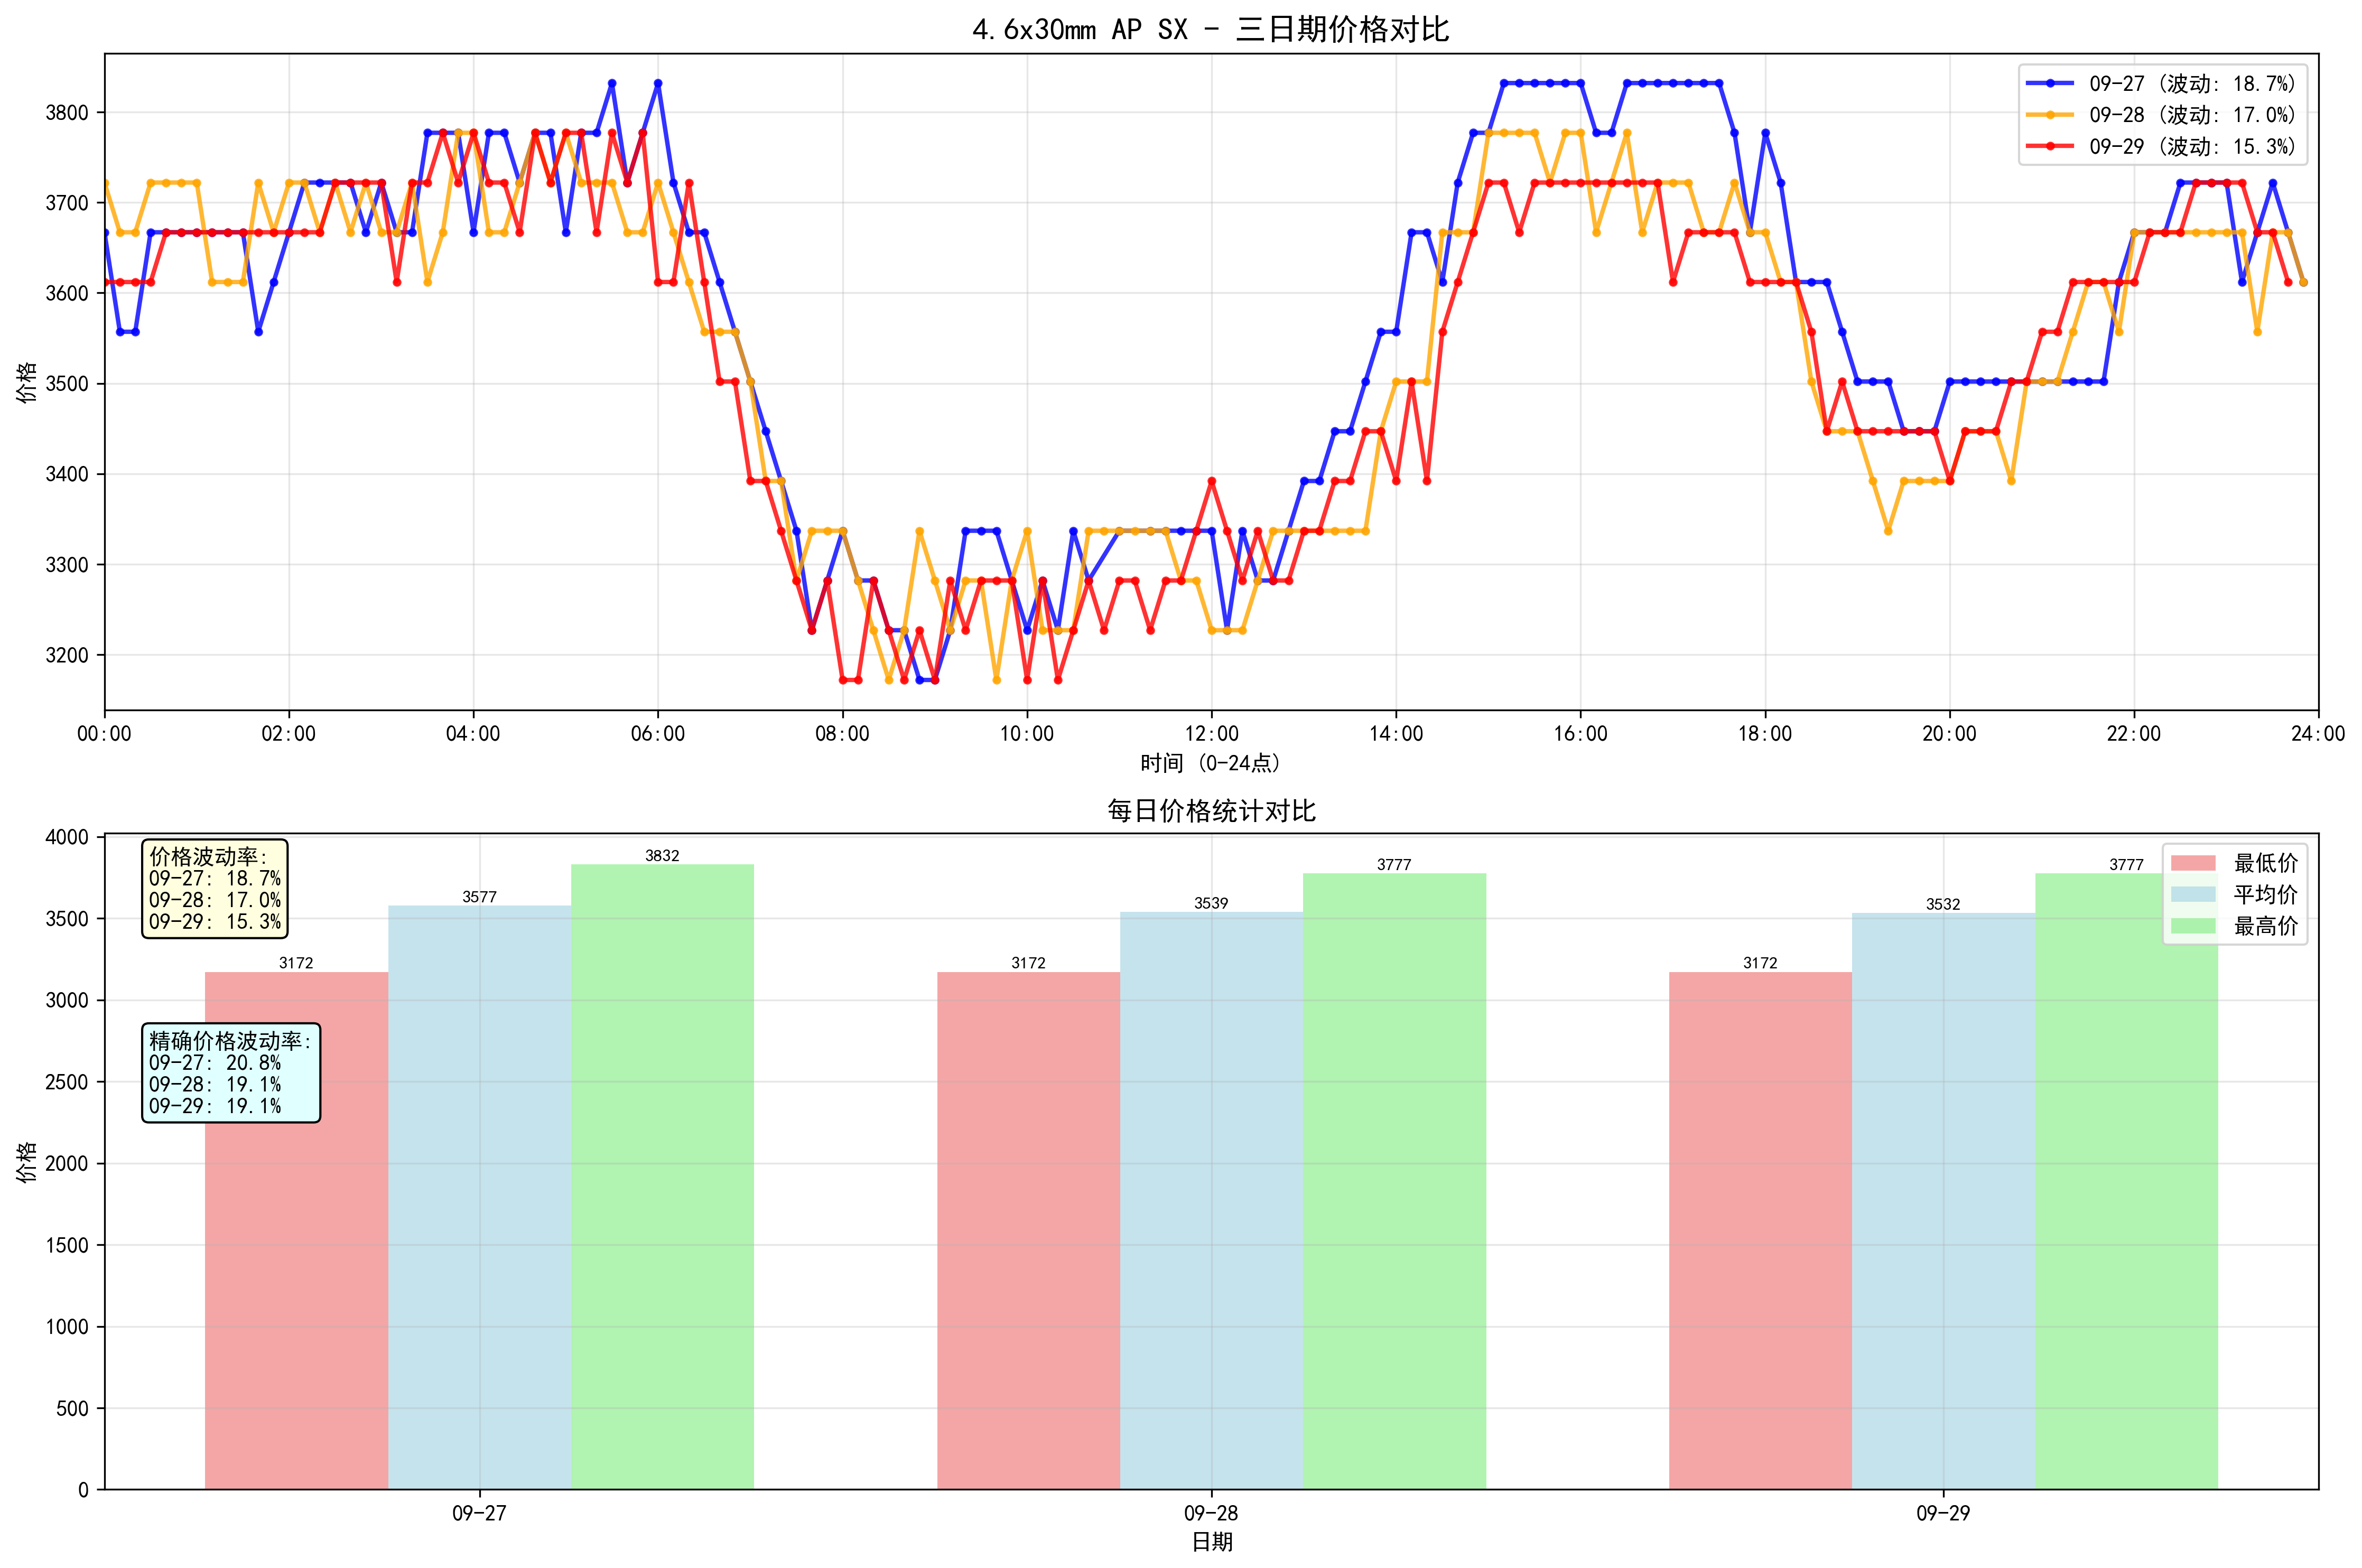 4.6x30mm AP SX - 三日期价格对比
09-27 (波动: 18.7%)
09-28 (波动: 17.0%)
09-29 (波动: 15.3%)
价格
3800
3700
3600
3500
3400
3300
3200
00:00 02:00 04:00 06:00 08:00 10:00 12:00 14:00 16:00 18:00 20:00 22:00 24:00
时间 (0-24点)
每日价格统计对比
价格
4000
3500
3000
2500
2000
1500
1000
500
0
价格波动率:
09-27: 18.7%
09-28: 17.0%
09-29: 15.3%
精确价格波动率:
09-27: 20.8%
09-28: 19.1%
09-29: 19.1%
3172 3577 3832
3172 3539 3777
3172 3532 3777
最低价
平均价
最高价
09-27 09-28 09-29
日期